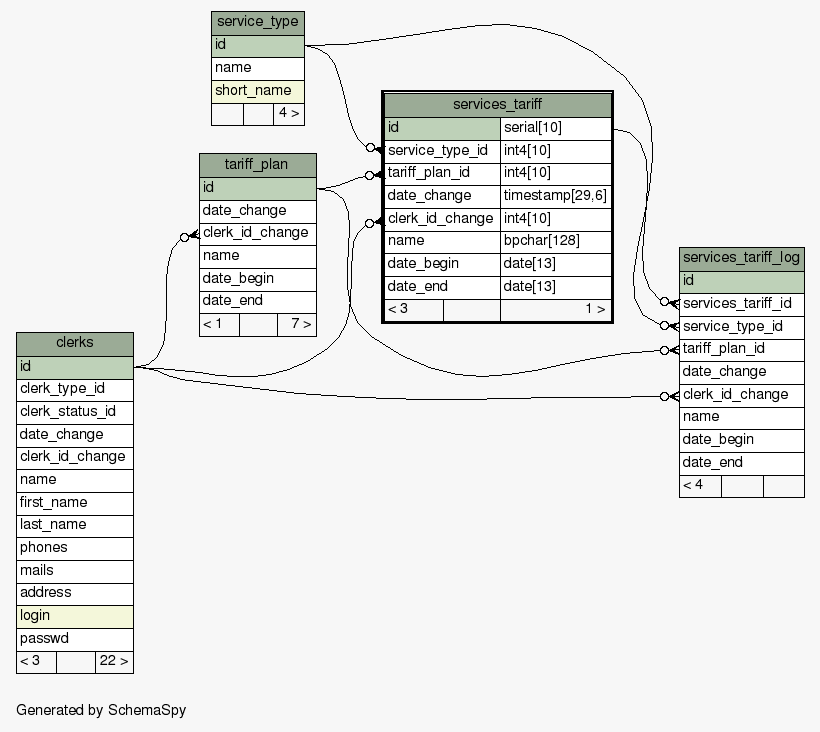 service_type
id
name
short_name
4 >
services_tariff
id serial[10]
service_type_id int4[10]
tariff_plan_id int4[10]
date_change timestamp[29,6]
clerk_id_change int4[10]
name bpchar[128]
date_begin date[13]
date_end date[13]
< 3 1 >
tariff_plan
id
date_change
clerk_id_change
name
date_begin
date_end
< 1 7 >
services_tariff_log
id
services_tariff_id
service_type_id
tariff_plan_id
date_change
clerk_id_change
name
date_begin
date_end
< 4
clerks
id
clerk_type_id
clerk_status_id
date_change
clerk_id_change
name
first_name
last_name
phones
mails
address
login
passwd
< 3 22 >
Generated by SchemaSpy